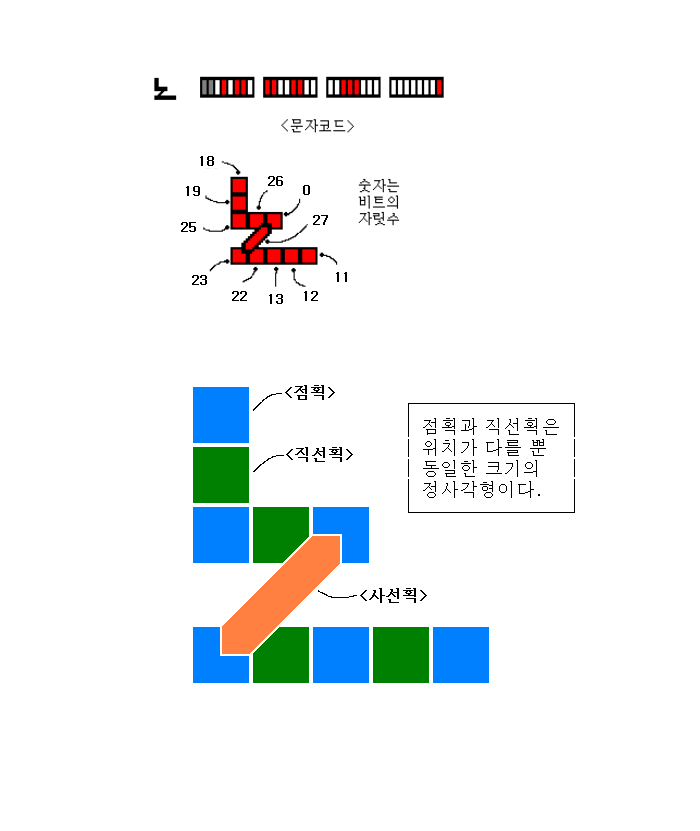 노
<문자코드>
18
19
26
0
숫자는
비트의
자릿수
25
27
23
22
13
12
11
<점획>
<직선획>
점획과 직선획은
위치가 다를 뿐
동일한 크기의
정사각형이다.
<사선획>